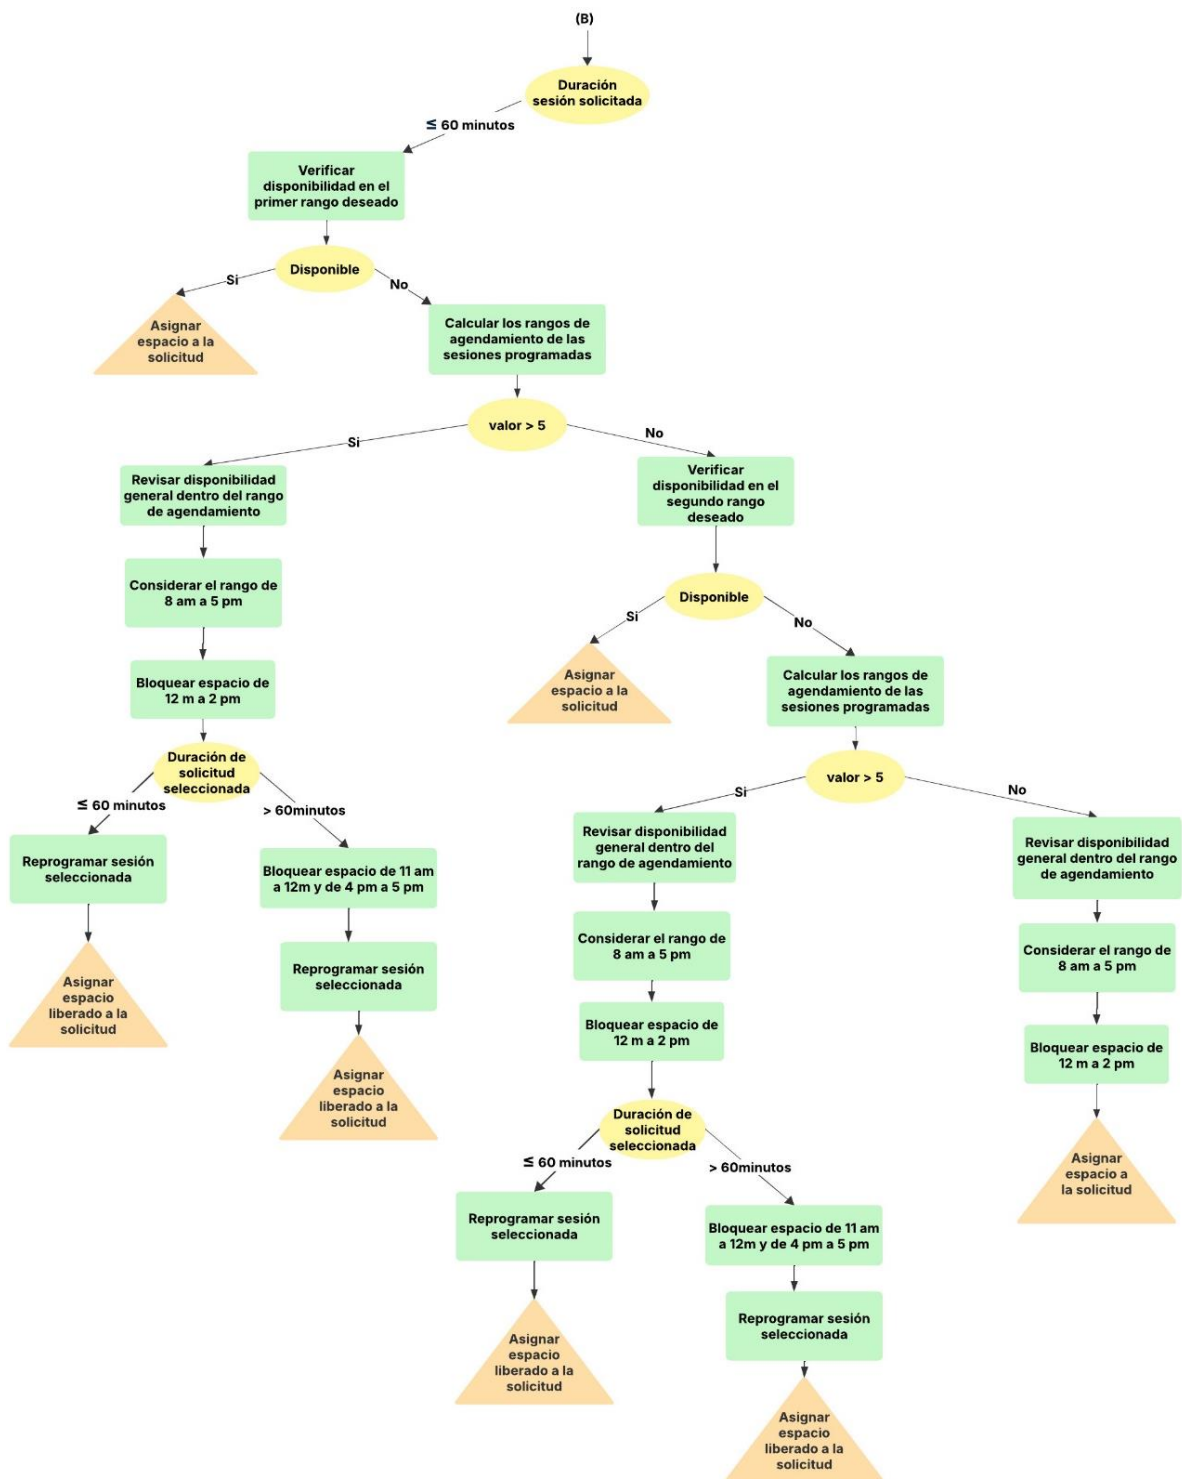 (B)
Duración
sesión solicitada
≤ 60 minutos
Verificar
disponibilidad en el
primer rango deseado
Disponible
Si
No
Asignar
espacio a la
solicitud
Calcular los rangos de
agendamiento de las
sesiones programadas
valor > 5
Si
No
Revisar disponibilidad
general dentro del rango
de agendamiento
Verificar
disponibilidad en el
segundo rango
deseado
Considerar el rango de
8 am a 5 pm
Disponible
Si
No
Bloquear espacio de
12 m a 2 pm
Asignar
espacio a la
solicitud
Calcular los rangos de
agendamiento de las
sesiones programadas
Duración de
solicitud
seleccionada
valor > 5
≤ 60 minutos
> 60minutos
Si
No
Reprogramar sesión
seleccionada
Bloquear espacio de 11 am
a 12m y de 4 pm a 5 pm
Revisar disponibilidad
general dentro del
rango de agendamiento
Revisar disponibilidad
general dentro del rango
de agendamiento
Asignar
espacio
liberado a la
solicitud
Reprogramar sesión
seleccionada
Considerar el rango de
8 am a 5 pm
Considerar el rango de
8 am a 5 pm
Asignar
espacio
liberado a la
solicitud
Bloquear espacio de
12 m a 2 pm
Bloquear espacio de
12 m a 2 pm
Duración de
solicitud
seleccionada
Asignar
espacio a
la solicitud
≤ 60 minutos
> 60minutos
Reprogramar sesión
seleccionada
Bloquear espacio de 11 am
a 12m y de 4 pm a 5 pm
Asignar
espacio
liberado a la
solicitud
Reprogramar sesión
seleccionada
Asignar
espacio
liberado a la
solicitud